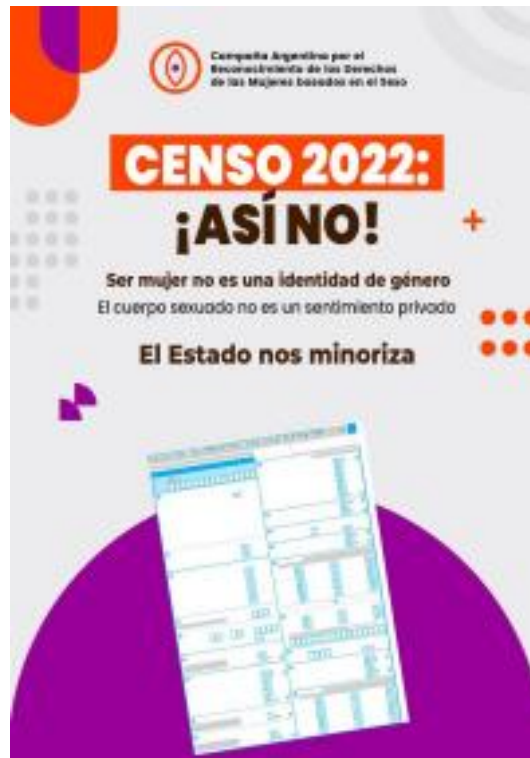 Campaña Argentina por el
Reconocimiento de los Derechos
de las Mujeres basados en el Sexo
CENSO 2022:
¡ASÍ NO!
Ser mujer no es una identidad de género
El cuerpo sexuado no es un sentimiento privado
El Estado nos minoriza